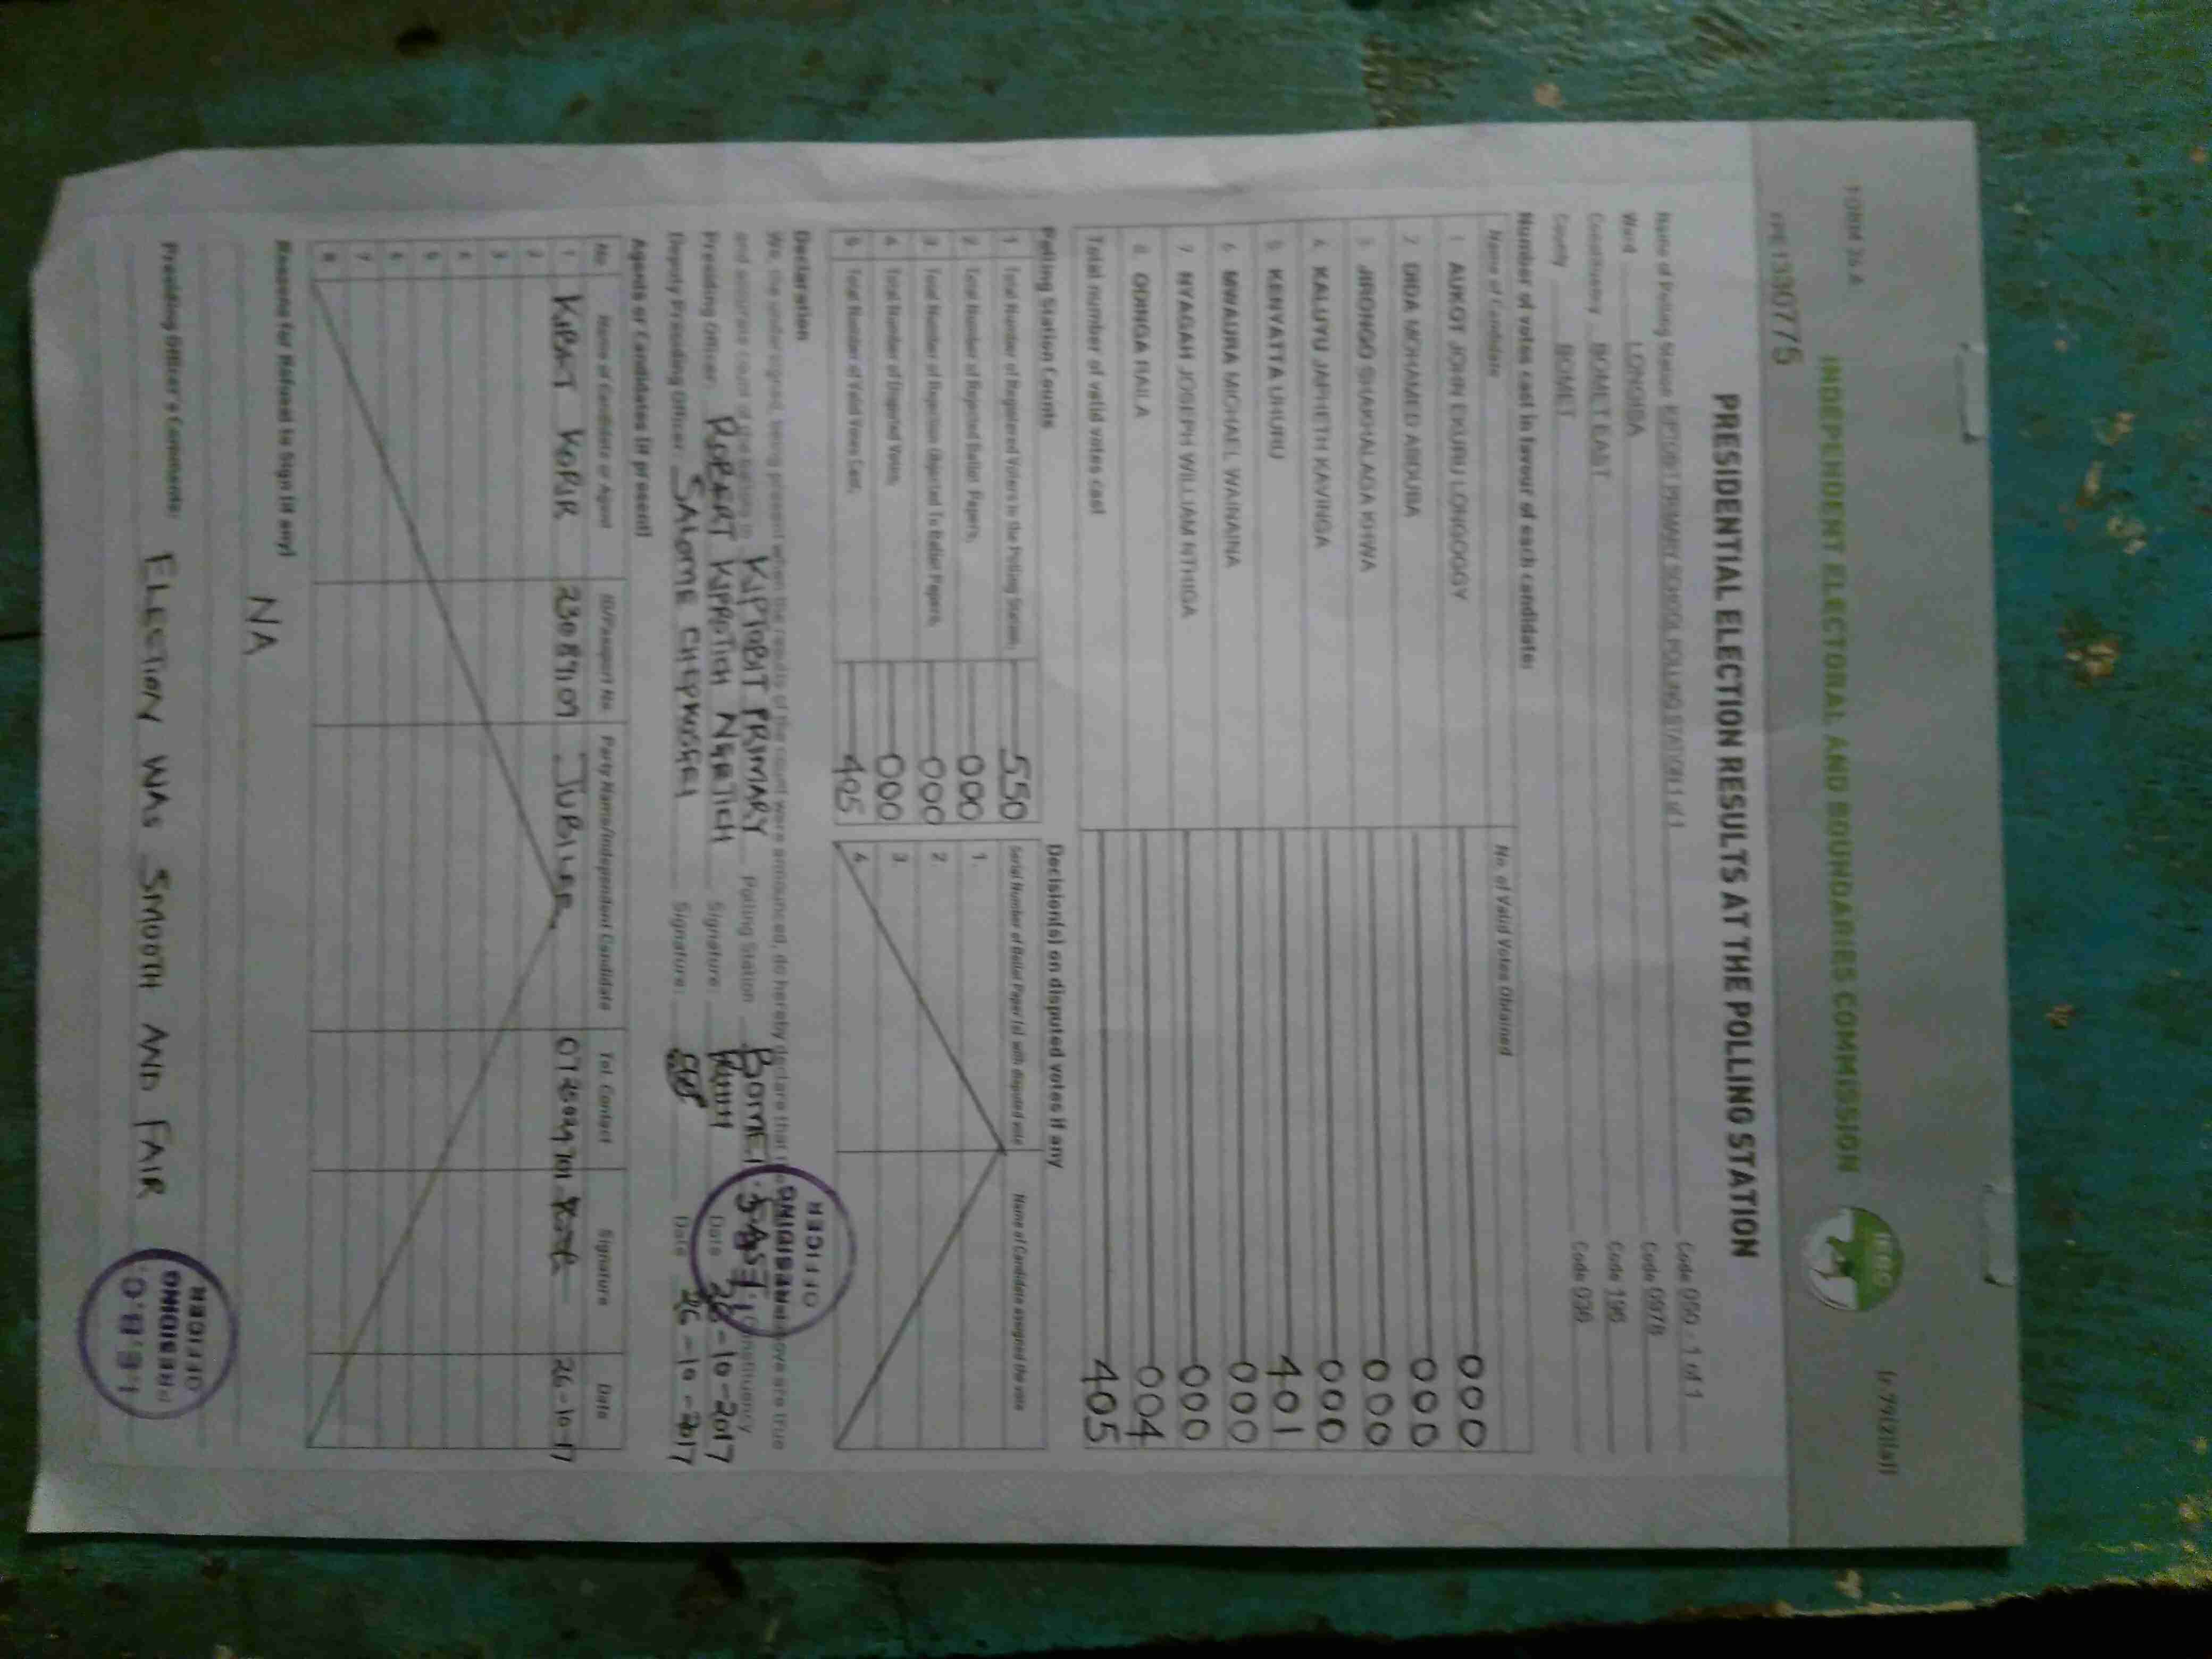 FORM 34A
INDEPENDENT ELECTORAL AND BOUNDARIES COMMISSION
IEBC
PRESIDENTIAL ELECTION RESULTS AT THE POLLING STATION
Name of Polling Station KIPTOBIT PRIMARY SCHOOL POLLING STATION 1 of 1 Code 050 - 1 of 1
Ward LONGISA Code 0978
Constituency BOMET EAST Code 196
County BOMET Code 036
Number of votes cast in favour of each candidate:
Name of Candidate No. of Valid Votes Obtained
1. AUKOT JOHN EKURU LONGOGGY 000
2. DIDA MOHAMED ABDUBA 000
3. JIRONGO SHAKHALAGA KHWA 000
4. KALUYU JAPHETH KAVINGA 000
5. KENYATTA UHURU 401
6. MWAURA MICHAEL WAINAINA 000
7. NYAGAH JOSEPH WILLIAM NTHIGA 000
8. ODINGA RAILA 004
Total number of valid votes cast 405
Polling Station Counts
1. Total Number of Registered Voters in the Polling Station; 550
2. Total Number of Rejected Ballot Papers; 000
3. Total Number of Rejection Objected To Ballot Papers; 000
4. Total Number of Disputed Votes; 000
5. Total Number of Valid Votes Cast; 405
Decision(s) on disputed votes if any
Serial Number of Ballot Paper (s) with disputed vote Name of Candidate assigned the vote
1.
2.
3.
4.
Declaration
We, the undersigned, being present when the results of the count were announced, do hereby declare that the above are true
and accurate count of the ballots in KIPTOBIT PRIMARY Polling Station BOMET EAST Constituency
Presiding Officer: ROBERT KIPROTICH NGETICH Signature: Date 26-10-2017
Deputy Presiding Officer: SALOME CHEPKOSGEI Signature: Date 26-10-2017
PRESIDING
OFFICER
Agents or Candidates (if present)
No. Name of Candidate or Agent ID/Passport No. Party Name/Independent Candidate Tel. Contact Signature Date
1 KIBET KORIR JUBILEE 26-10-17
2
3
4
5
6
7
8
Reasons for Refusal to Sign (if any)
NA
Presiding Officer's Comments:
ELECTION WAS SMOOTH AND FAIR
PRESIDING
OFFICER